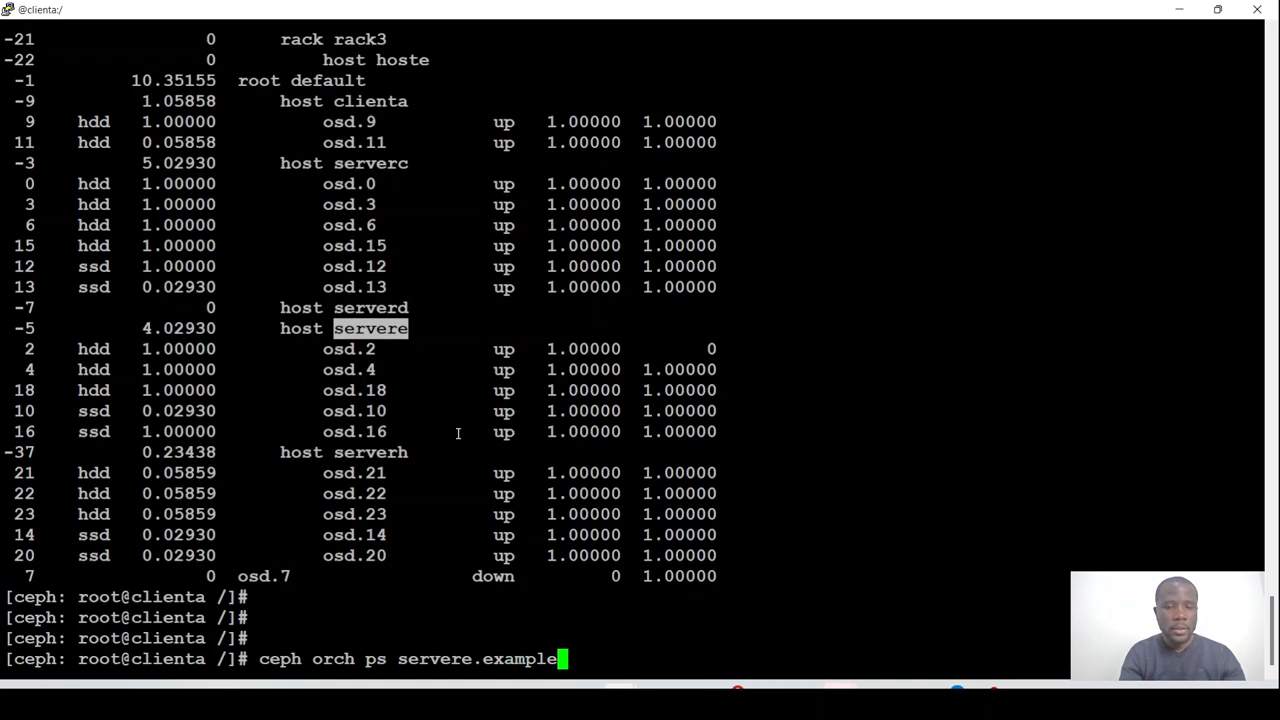 @clienta:/
-21 0 rack rack3
-22 0 host hoste
-1 10.35155 root default
-9 1.05858 host clienta
9 hdd 1.00000 osd.9 up 1.00000 1.00000
11 hdd 0.05858 osd.11 up 1.00000 1.00000
-3 5.02930 host serverc
0 hdd 1.00000 osd.0 up 1.00000 1.00000
3 hdd 1.00000 osd.3 up 1.00000 1.00000
6 hdd 1.00000 osd.6 up 1.00000 1.00000
15 hdd 1.00000 osd.15 up 1.00000 1.00000
12 ssd 1.00000 osd.12 up 1.00000 1.00000
13 ssd 0.02930 osd.13 up 1.00000 1.00000
-7 0 host serverd
-5 4.02930 host servere
2 hdd 1.00000 osd.2 up 1.00000 0
4 hdd 1.00000 osd.4 up 1.00000 1.00000
18 hdd 1.00000 osd.18 up 1.00000 1.00000
10 ssd 0.02930 osd.10 up 1.00000 1.00000
16 ssd 1.00000 osd.16 up 1.00000 1.00000
-37 0.23438 host serverh
21 hdd 0.05859 osd.21 up 1.00000 1.00000
22 hdd 0.05859 osd.22 up 1.00000 1.00000
23 hdd 0.05859 osd.23 up 1.00000 1.00000
14 ssd 0.02930 osd.14 up 1.00000 1.00000
20 ssd 0.02930 osd.20 up 1.00000 1.00000
7 0 osd.7 down 0 1.00000
[ceph: root@clienta /]#
[ceph: root@clienta /]#
[ceph: root@clienta /]#
[ceph: root@clienta /]# ceph orch ps servere.example